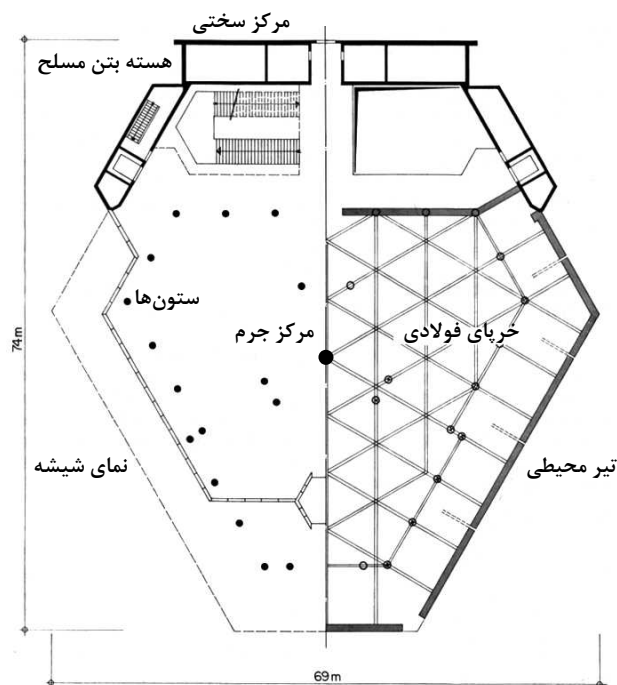 مرکز سختی
هسته بتن مسلح
ستون‌ها
مرکز جرم
خرپای فولادی
74m
نمای شیشه
تیر محیطی
69m